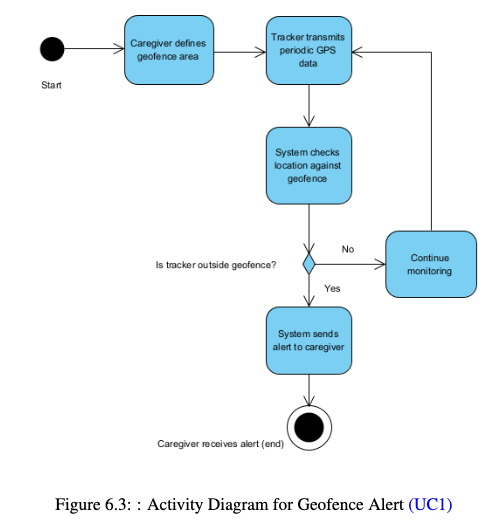 Caregiver defines
geofence area
Tracker transmits
periodic GPS
data
Start
System checks
location against
geofence
Is tracker outside geofence?
No
Continue
monitoring
Yes
System sends
alert to caregiver
Caregiver receives alert (end)
Figure 6.3: : Activity Diagram for Geofence Alert (UC1)